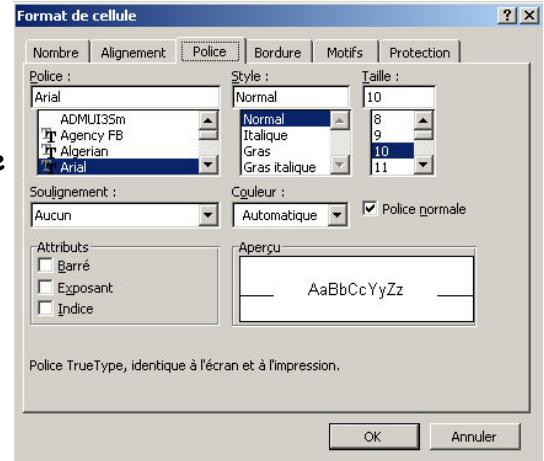 Format de cellule
Nombre Alignement Police Bordure Motifs Protection
Police : Style : Taille :
Arial Normal 10
ADMUI3Sm Normal 8
Agency FB Italique 9
Algerian Gras 10
Arial Gras italique 11
e
Soulignement : Couleur :
Aucun Automatique Police normale
Attributs Aperçu
Barré
Exposant AaBbCcYyZz
Indice
Police TrueType, identique à l'écran et à l'impression.
OK Annuler